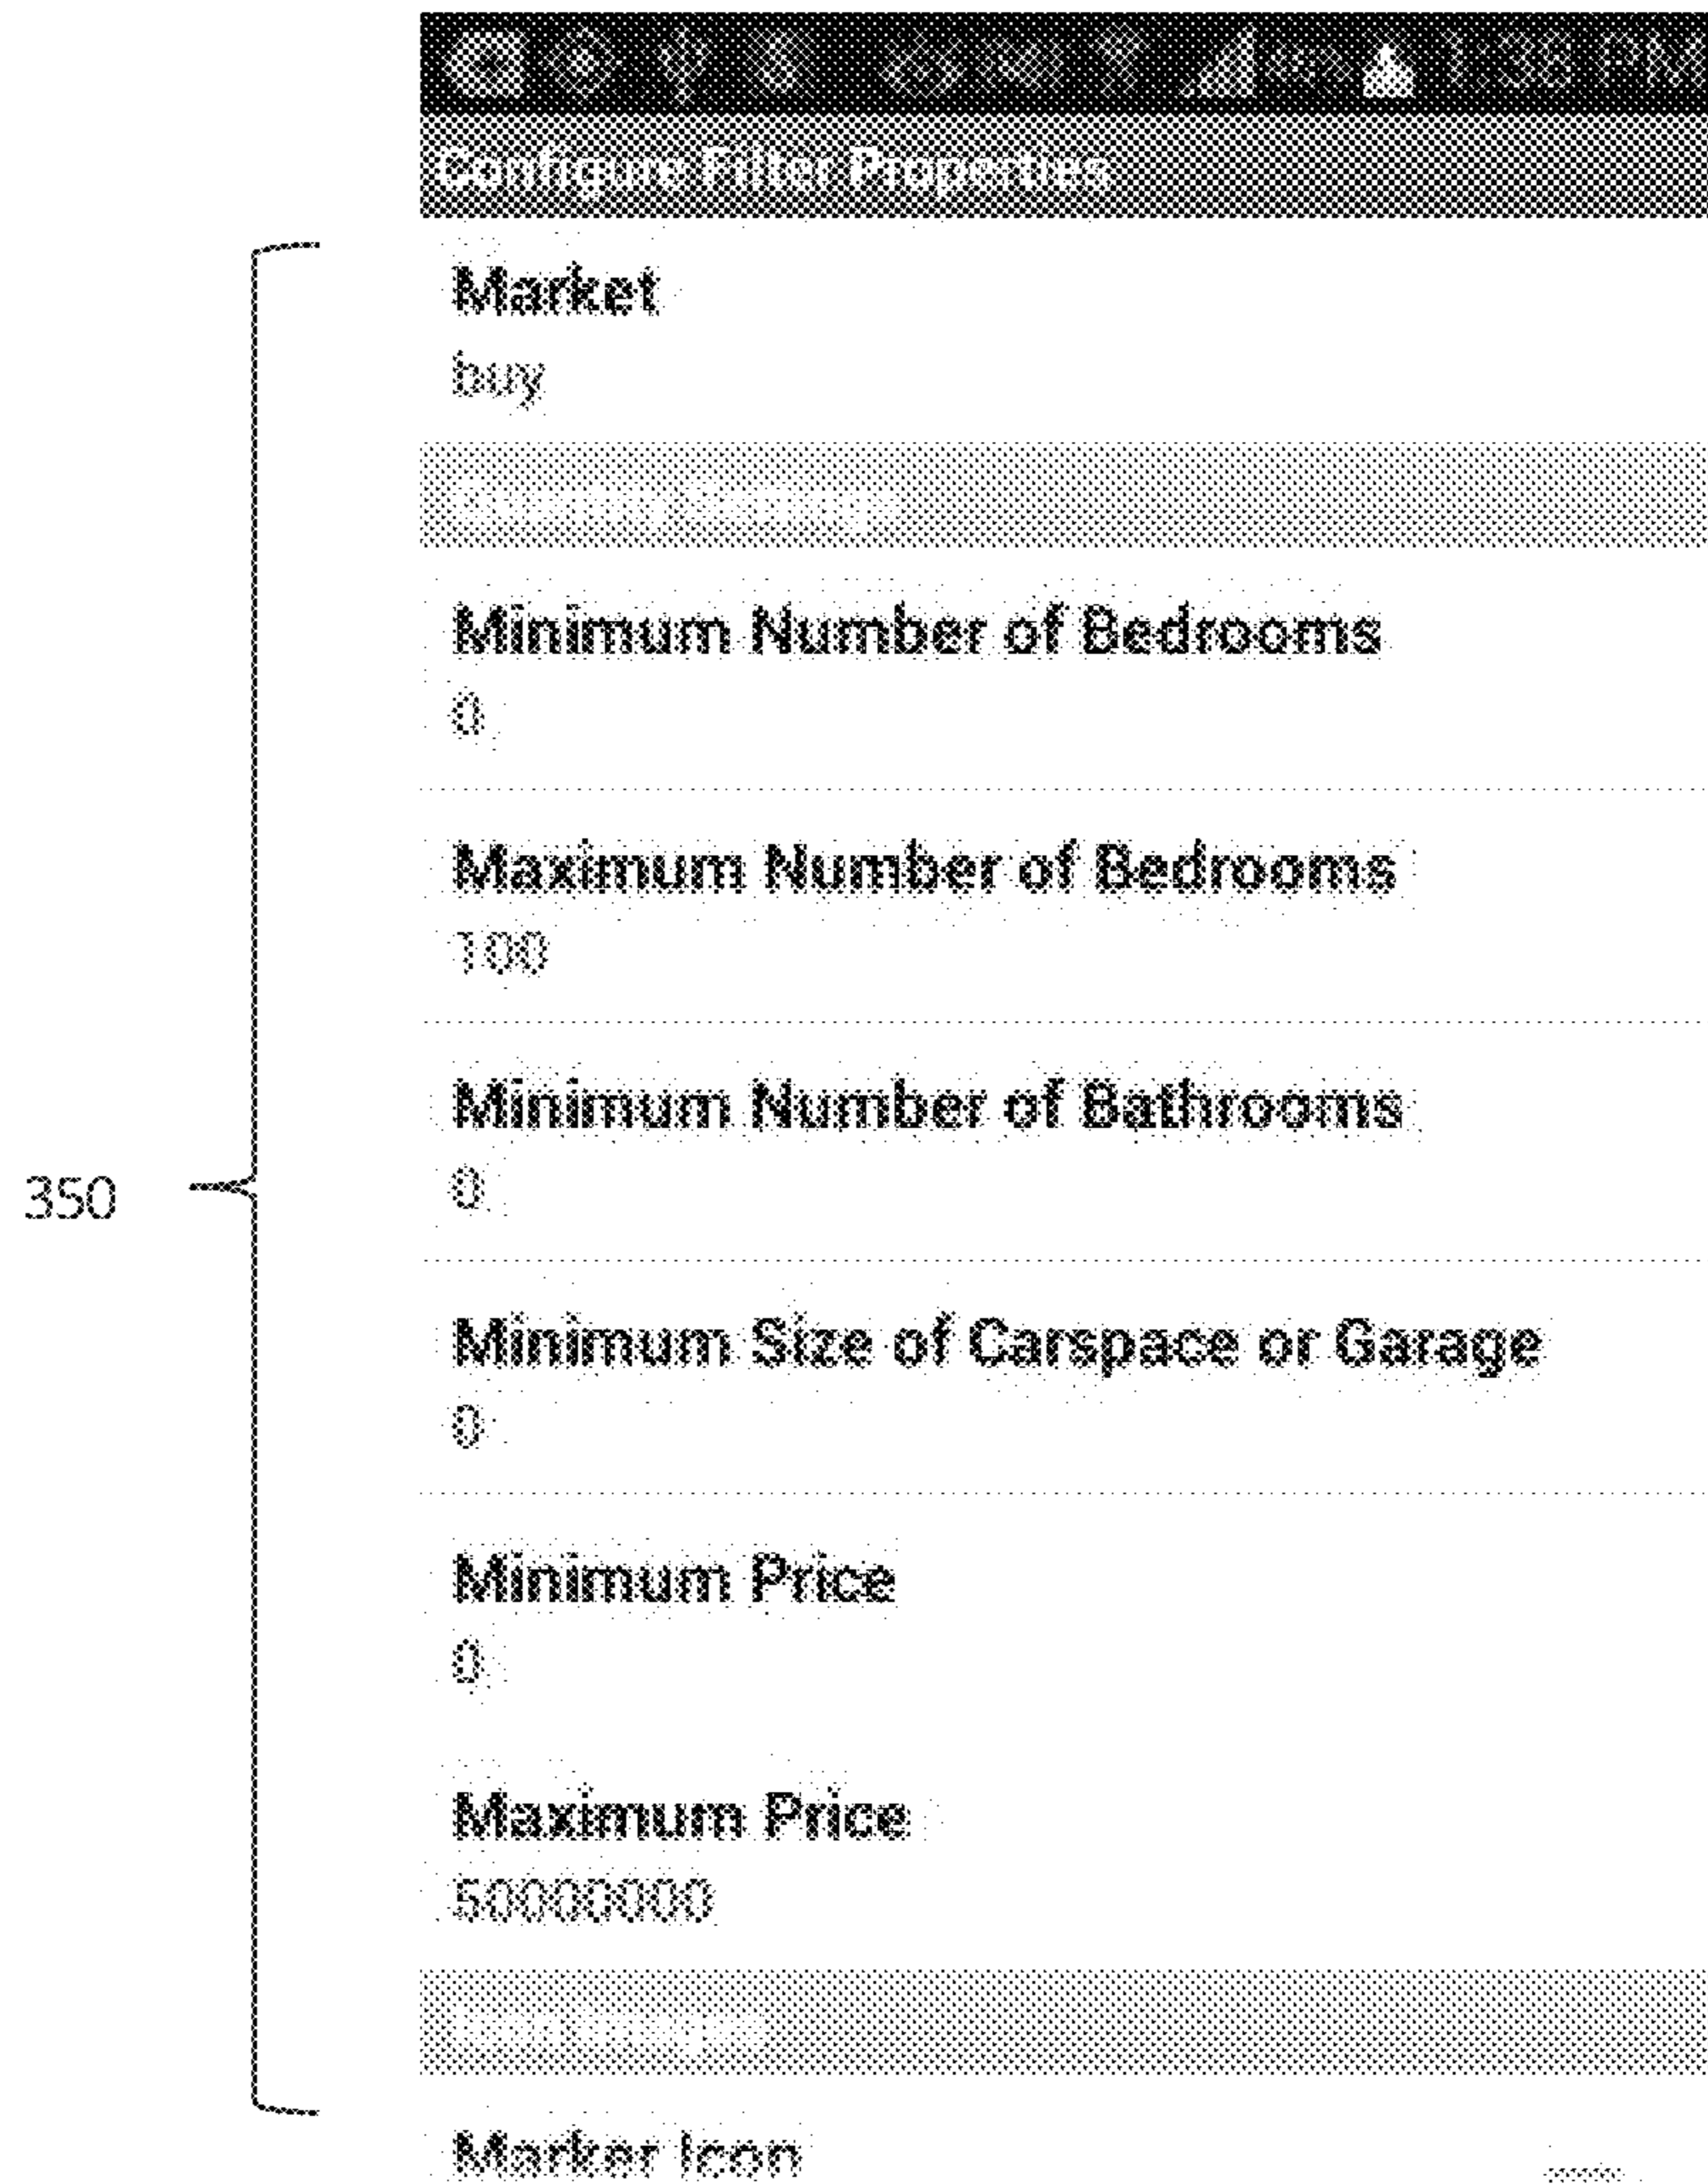 Configure Filter Properties
Market
buy
Minimum Number of Bedrooms
0
Maximum Number of Bedrooms
100
Minimum Number of Bathrooms
0
350
Minimum Size of Carspace or Garage
0
Minimum Price
0
Maximum Price
50000000
Marker Icon